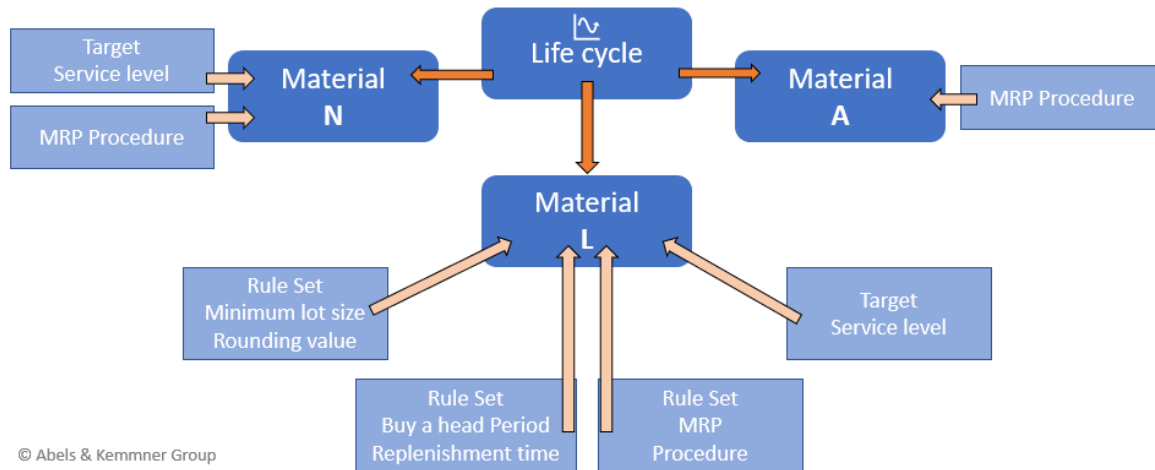 Life cycle
Target
Service level
MRP Procedure
Material
N
Material
A
MRP Procedure
Material
L
Rule Set
Minimum lot size
Rounding value
Rule Set
Buy a head Period
Replenishment time
Rule Set
MRP
Procedure
Target
Service level
© Abels & Kemmner Group